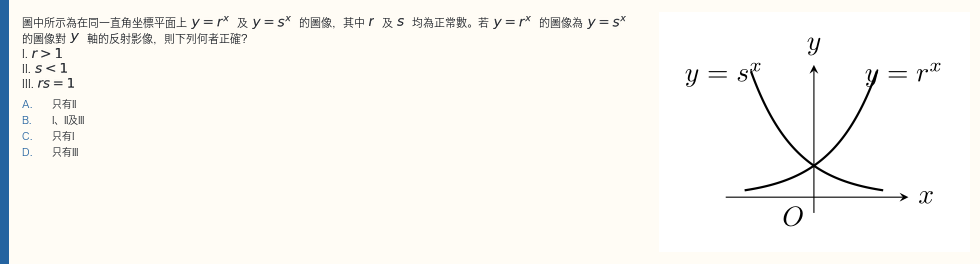 圖中所示為在同一直角坐標平面上 y = r^x 及 y = s^x 的圖像，其中 r 及 s 均為正常數。若 y = r^x 的圖像為 y = s^x
的圖像對 y 軸的反射影像，則下列何者正確?
I. r > 1
II. s < 1
III. rs = 1
A. 只有II
B. I、II及III
C. 只有I
D. 只有III
y
y = s^x
y = r^x
x
O